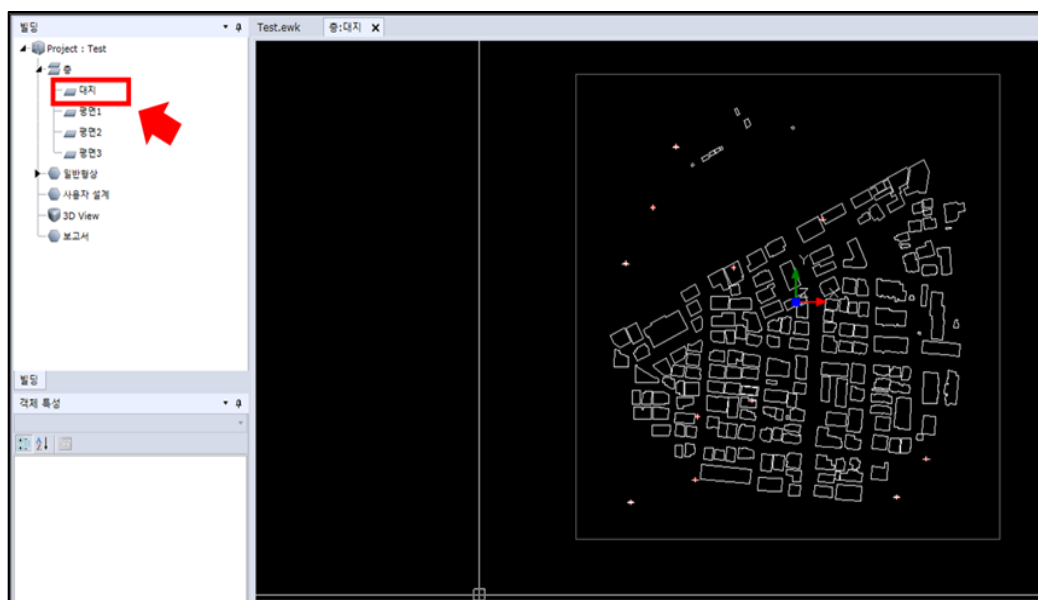 빌딩
Test.ewk
층:대지
Project : Test
층
대지
평면1
평면2
평면3
일반형상
사용자 설계
3D View
보고서
빌딩
객체 특성
Y
Z
X